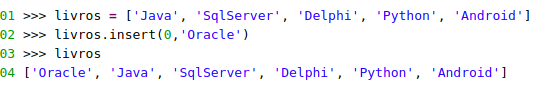 01 >>> livros = ['Java', 'SqlServer', 'Delphi', 'Python', 'Android']
02 >>> livros.insert(0,'Oracle')
03 >>> livros
04 ['Oracle', 'Java', 'SqlServer', 'Delphi', 'Python', 'Android']